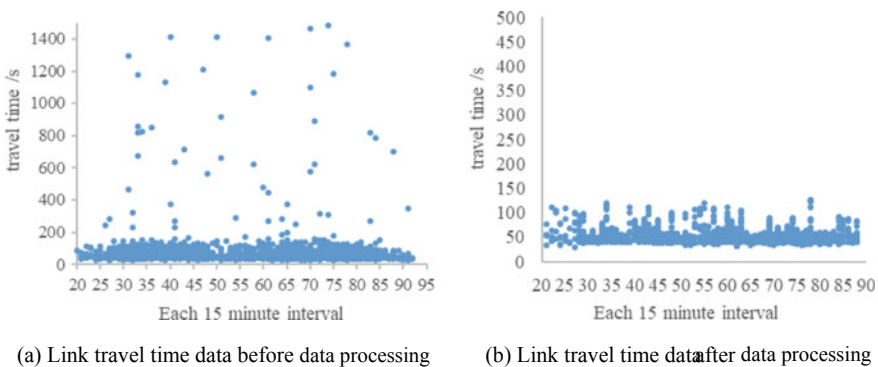 1400
1200
1000
800
600
400
200
0
travel time /s
20 25 30 35 40 45 50 55 60 65 70 75 80 85 90 95
Each 15 minute interval
(a) Link travel time data before data processing
500
450
400
350
300
250
200
150
100
50
0
travel time /s
20 25 30 35 40 45 50 55 60 65 70 75 80 85 90
Each 15 minute interval
(b) Link travel time data after data processing